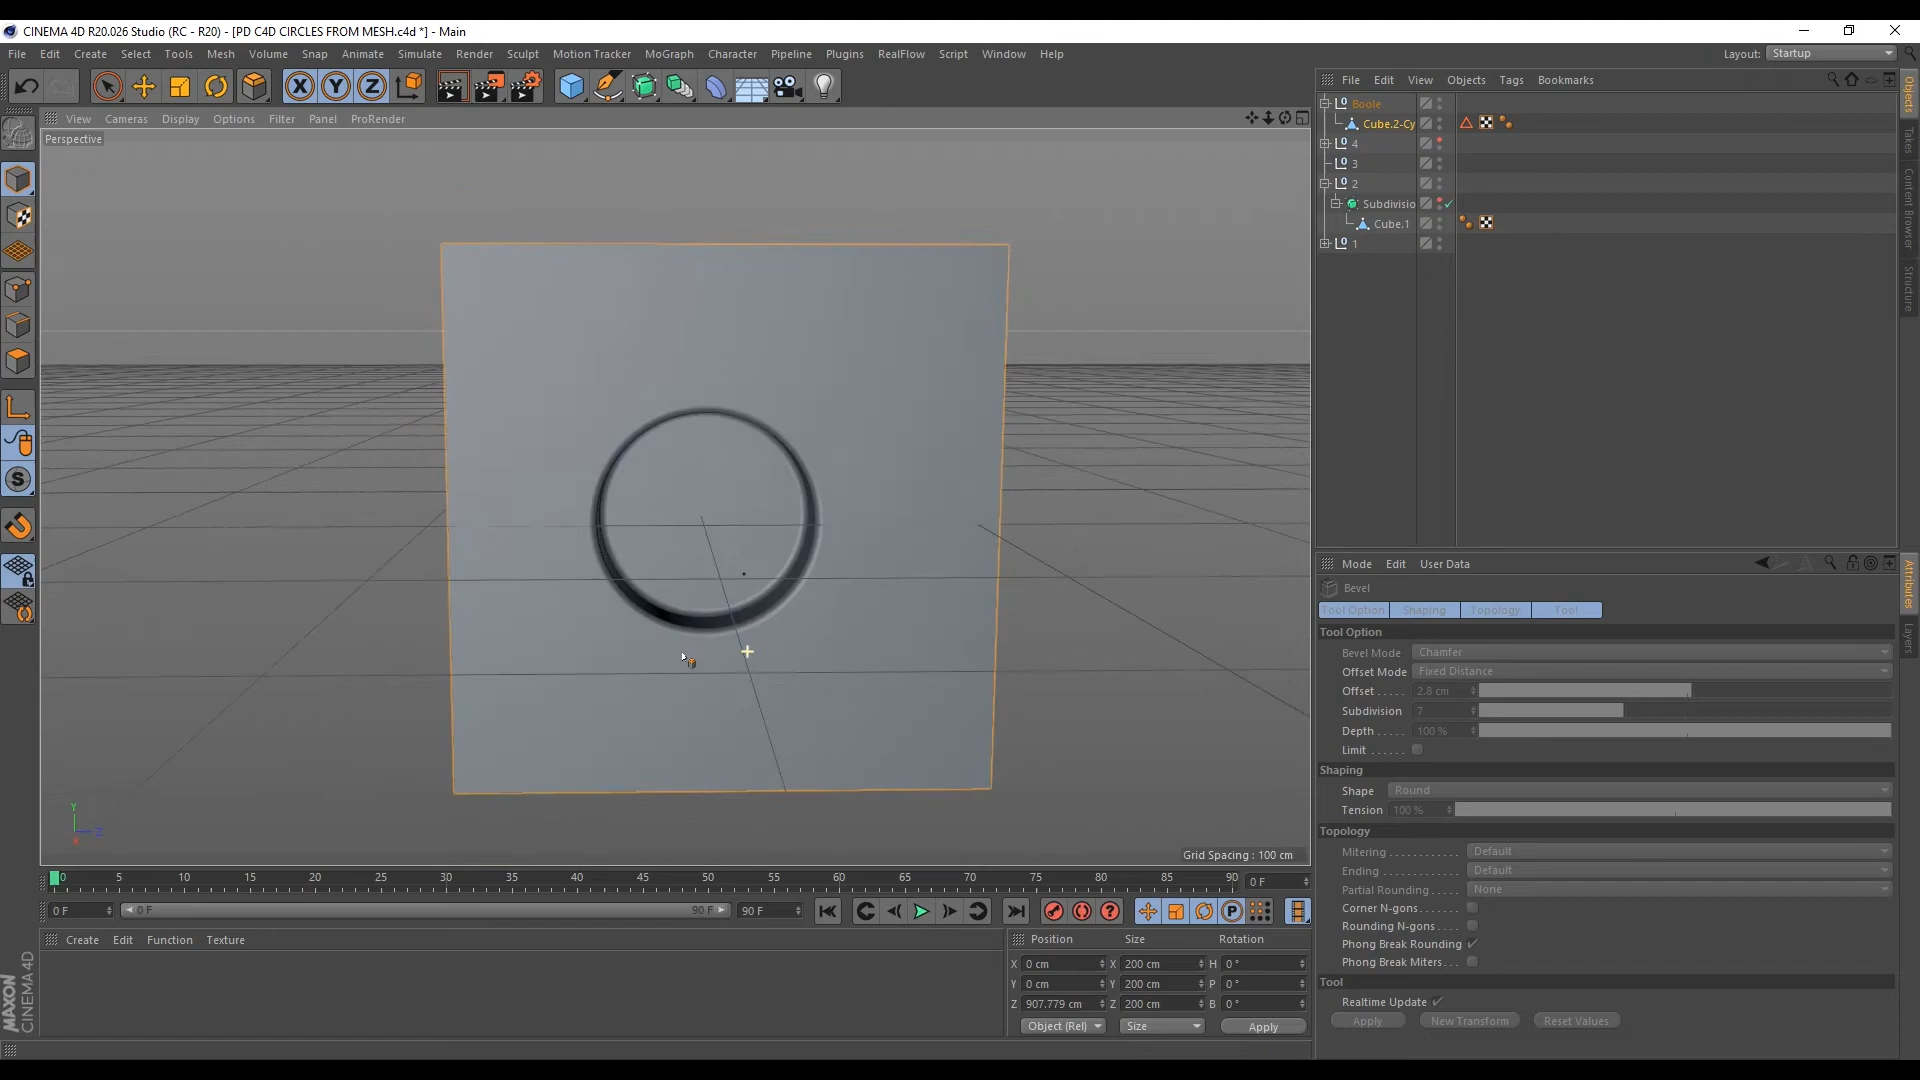 CINEMA 4D R20.026 Studio (RC - R20) - [PD C4D CIRCLES FROM MESH.c4d *] - Main
File Edit Create Select Tools Snap Mesh Volume Snap Animate Simulate Render Sculpt Motion Tracker MoGraph Character Pipeline Plugins RealFlow Script Window Help
Layout: Startup
X Y Z
File Edit View Objects Tags Bookmarks
View Cameras Display Options Filter Panel ProRender
Perspective
Boole
Cube.2-Cy
4
3
2
Subdivisio
Cube.1
1
Objects
Takes
Content Browser
Structure
Mode Edit User Data
Bevel
Tool Option Shaping Topology Tool
Tool Option
Bevel Mode Chamfer
Offset Mode Fixed Distance
Offset . . . . . 2.8 cm
Subdivision 7
Depth . . . . . 100 %
Limit . . . . . .
Shaping
Shape Round
Tension 100 %
Topology
Mitering . . . . . . . . . . . . Default
Ending . . . . . . . . . . . . . Default
Partial Rounding . . . . . None
Corner N-gons. . . . . . .
Rounding N-gons . . . .
Phong Break Rounding
Phong Break Miters. . .
Tool
Realtime Update
Apply New Transform Reset Values
Attributes
Layers
Y
Z
X
Grid Spacing : 100 cm
0 5 10 15 20 25 30 35 40 45 50 55 60 65 70 75 80 85 90 0 F
0 F 0 F 90 F 90 F
Create Edit Function Texture
Position Size Rotation
X 0 cm X 200 cm H 0 °
Y 0 cm Y 200 cm P 0 °
Z 907.779 cm Z 200 cm B 0 °
Object (Rel) Size Apply
MAXON
CINEMA 4D